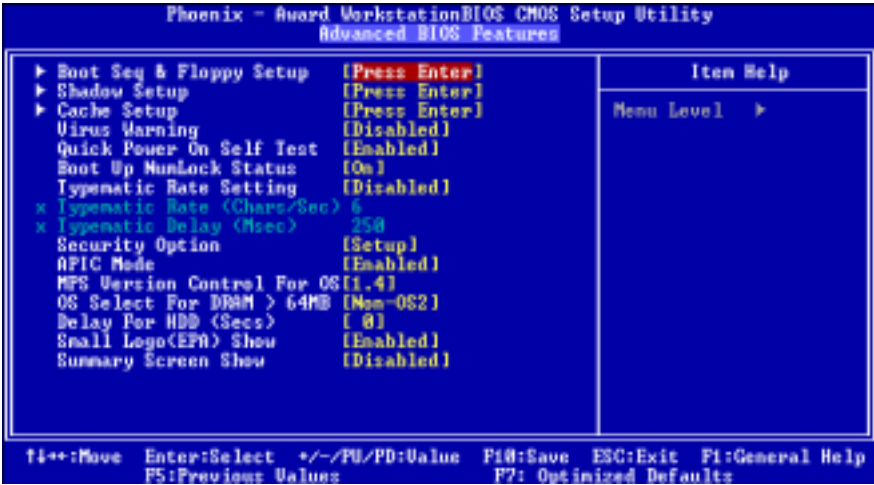 Phoenix - Award WorkstationBIOS CMOS Setup Utility
Advanced BIOS Features
▶ Boot Seq & Floppy Setup [Press Enter]
▶ Shadow Setup [Press Enter]
▶ Cache Setup [Press Enter]
Virus Warning [Disabled]
Quick Power On Self Test [Enabled]
Boot Up NumLock Status [On]
Typematic Rate Setting [Disabled]
x Typematic Rate (Chars/Sec) 6
x Typematic Delay (Msec) 250
Security Option [Setup]
APIC Mode [Enabled]
MPS Version Control For OS[1.4]
OS Select For DRAM > 64MB [Non-OS2]
Delay For HDD (Secs) [ 0]
Small Logo(EPA) Show [Enabled]
Summary Screen Show [Disabled]
Item Help
Menu Level ▶
↑↓→←:Move Enter:Select +/-/PU/PD:Value F10:Save ESC:Exit F1:General Help
F5:Previous Values F7: Optimized Defaults